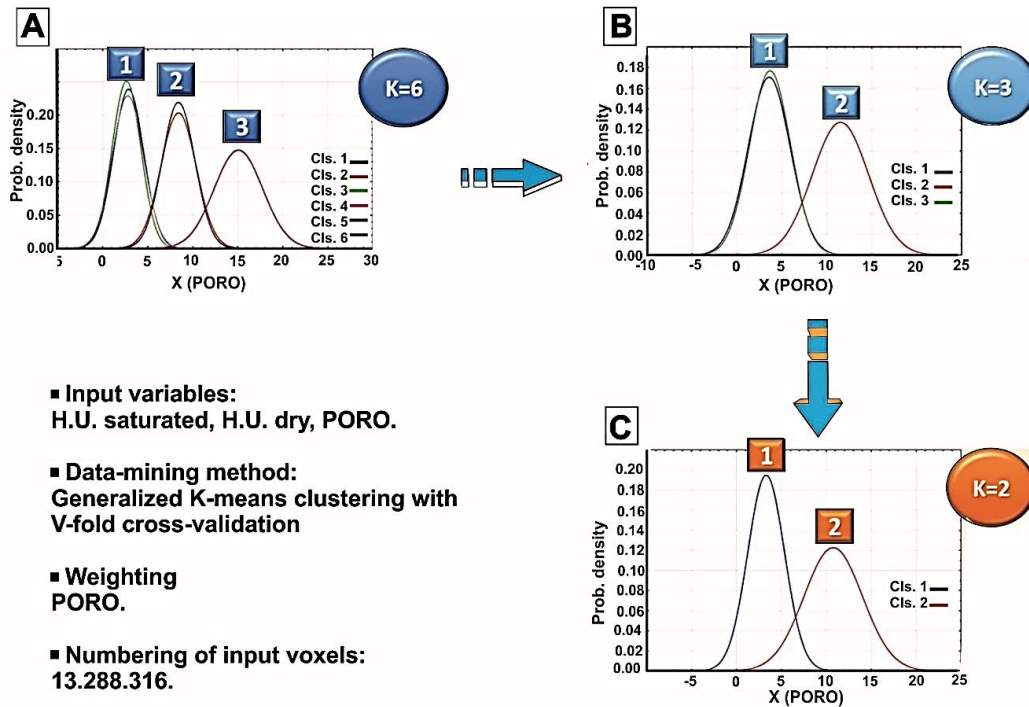 A
1
2
3
K=6
Prob. density
0.20
0.15
0.10
0.05
0.00
Cls. 1
Cls. 2
Cls. 3
Cls. 4
Cls. 5
Cls. 6
5 0 5 10 15 20 25 30
X (PORO)
B
1
2
K=3
Prob. density
0.18
0.16
0.14
0.12
0.10
0.08
0.06
0.04
0.02
0.00
Cls. 1
Cls. 2
Cls. 3
-10 -5 0 5 10 15 20 25
X (PORO)
▪ Input variables:
H.U. saturated, H.U. dry, PORO.
▪ Data-mining method:
Generalized K-means clustering with
V-fold cross-validation
▪ Weighting
PORO.
▪ Numbering of input voxels:
13.288.316.
C
1
2
K=2
Prob. density
0.20
0.18
0.16
0.14
0.12
0.10
0.08
0.06
0.04
0.02
0.00
Cls. 1
Cls. 2
-5 0 5 10 15 20 25
X (PORO)